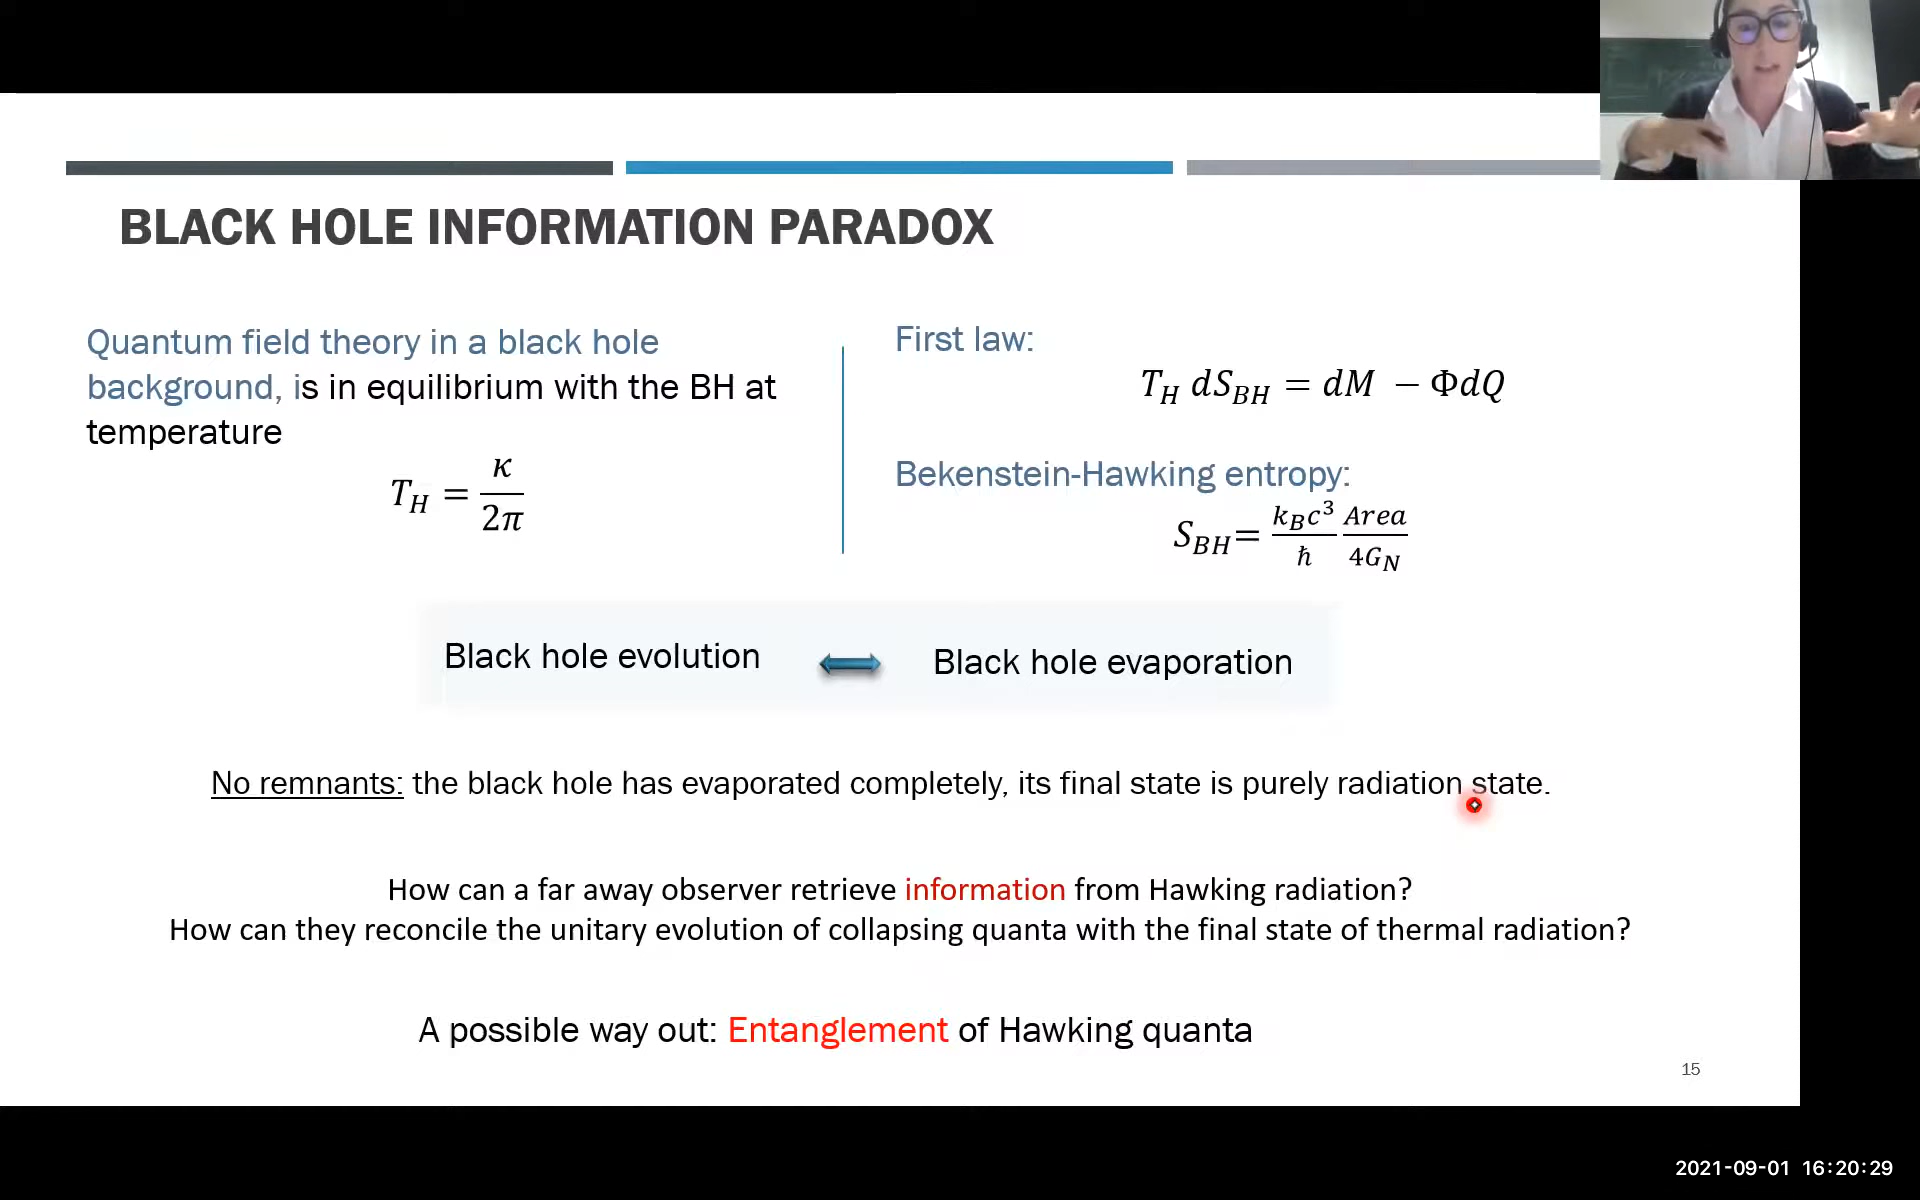 BLACK HOLE INFORMATION PARADOX
Quantum field theory in a black hole
background, is in equilibrium with the BH at
temperature
T_H = κ/2π
First law:
T_H dS_BH = dM − ΦdQ
Bekenstein-Hawking entropy:
S_BH = k_B c³/ħ Area/4G_N
Black hole evolution
Black hole evaporation
No remnants: the black hole has evaporated completely, its final state is purely radiation state.
How can a far away observer retrieve information from Hawking radiation?
How can they reconcile the unitary evolution of collapsing quanta with the final state of thermal radiation?
A possible way out: Entanglement of Hawking quanta
15
2021-09-01 16:20:29